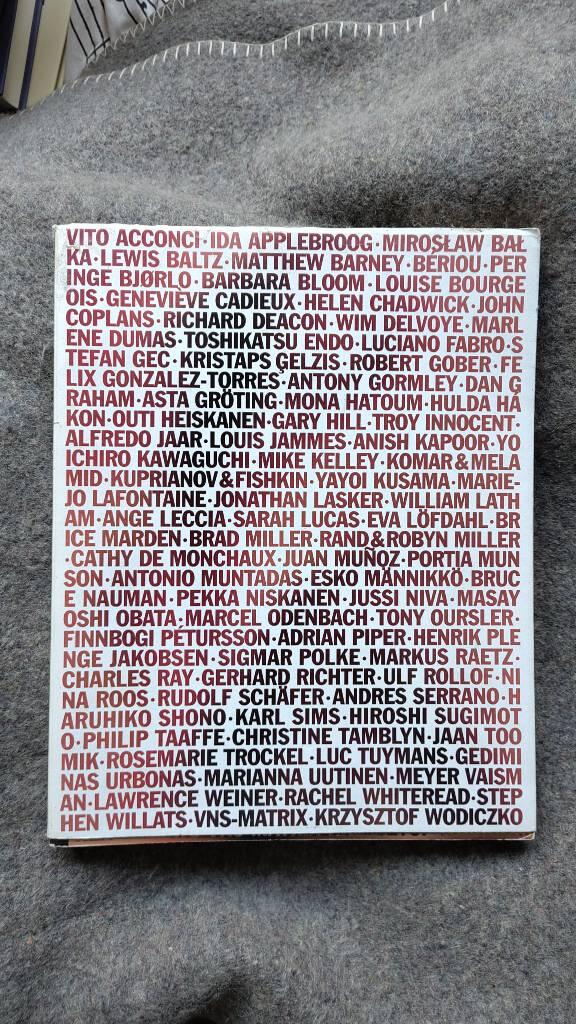 VITO ACCONCI·IDA APPLEBROOG·MIROSŁAW BAŁ
KA·LEWIS BALTZ·MATTHEW BARNEY·BERIOU·PER
INGE BJØRLO·BARBARA BLOOM·LOUISE BOURGE
OIS·GENEVIÈVE CADIEUX·HELEN CHADWICK·JOHN
COPLANS·RICHARD DEACON·WIM DELVOYE·MARL
ENE DUMAS·TOSHIKATSU ENDO·LUCIANO FABRO·S
TEFAN GEC·KRISTAPS ĢELZIS·ROBERT GOBER·FE
LIX GONZALEZ-TORRES·ANTONY GORMLEY·DAN G
RAHAM·ASTA GRÖTING·MONA HATOUM·HULDA HÁ
KON·OUTI HEISKANEN·GARY HILL·TROY INNOCENT·
ALFREDO JAAR·LOUIS JAMMES·ANISH KAPOOR·YO
ICHIRO KAWAGUCHI·MIKE KELLEY·KOMAR&MELA
MID·KUPRIANOV&FISHKIN·YAYOI KUSAMA·MARIE-
JO LAFONTAINE·JONATHAN LASKER·WILLIAM LATH
AM·ANGE LECCIA·SARAH LUCAS·EVA LÖFDAHL·BR
ICE MARDEN·BRAD MILLER·RAND&ROBYN MILLER
·CATHY DE MONCHAUX·JUAN MUÑOZ·PORTIA MUN
SON·ANTONIO MUNTADAS·ESKO MÄNNIKKÖ·BRUC
E NAUMAN·PEKKA NISKANEN·JUSSI NIVA·MASAY
OSHI OBATA·MARCEL ODENBACH·TONY OURSLER·
FINNBOGI PÉTURSSON·ADRIAN PIPER·HENRIK PLE
NGE JAKOBSEN·SIGMAR POLKE·MARKUS RAETZ·
CHARLES RAY·GERHARD RICHTER·ULF ROLLOF·NI
NA ROOS·RUDOLF SCHÄFER·ANDRES SERRANO·H
ARUHIKO SHONO·KARL SIMS·HIROSHI SUGIMOT
O·PHILIP TAAFFE·CHRISTINE TAMBLYN·JAAN TOO
MIK·ROSEMARIE TROCKEL·LUC TUYMANS·GEDIMI
NAS URBONAS·MARIANNA UUTINEN·MEYER VAISM
AN·LAWRENCE WEINER·RACHEL WHITEREAD·STEP
HEN WILLATS·VNS-MATRIX·KRZYSZTOF WODICZKO